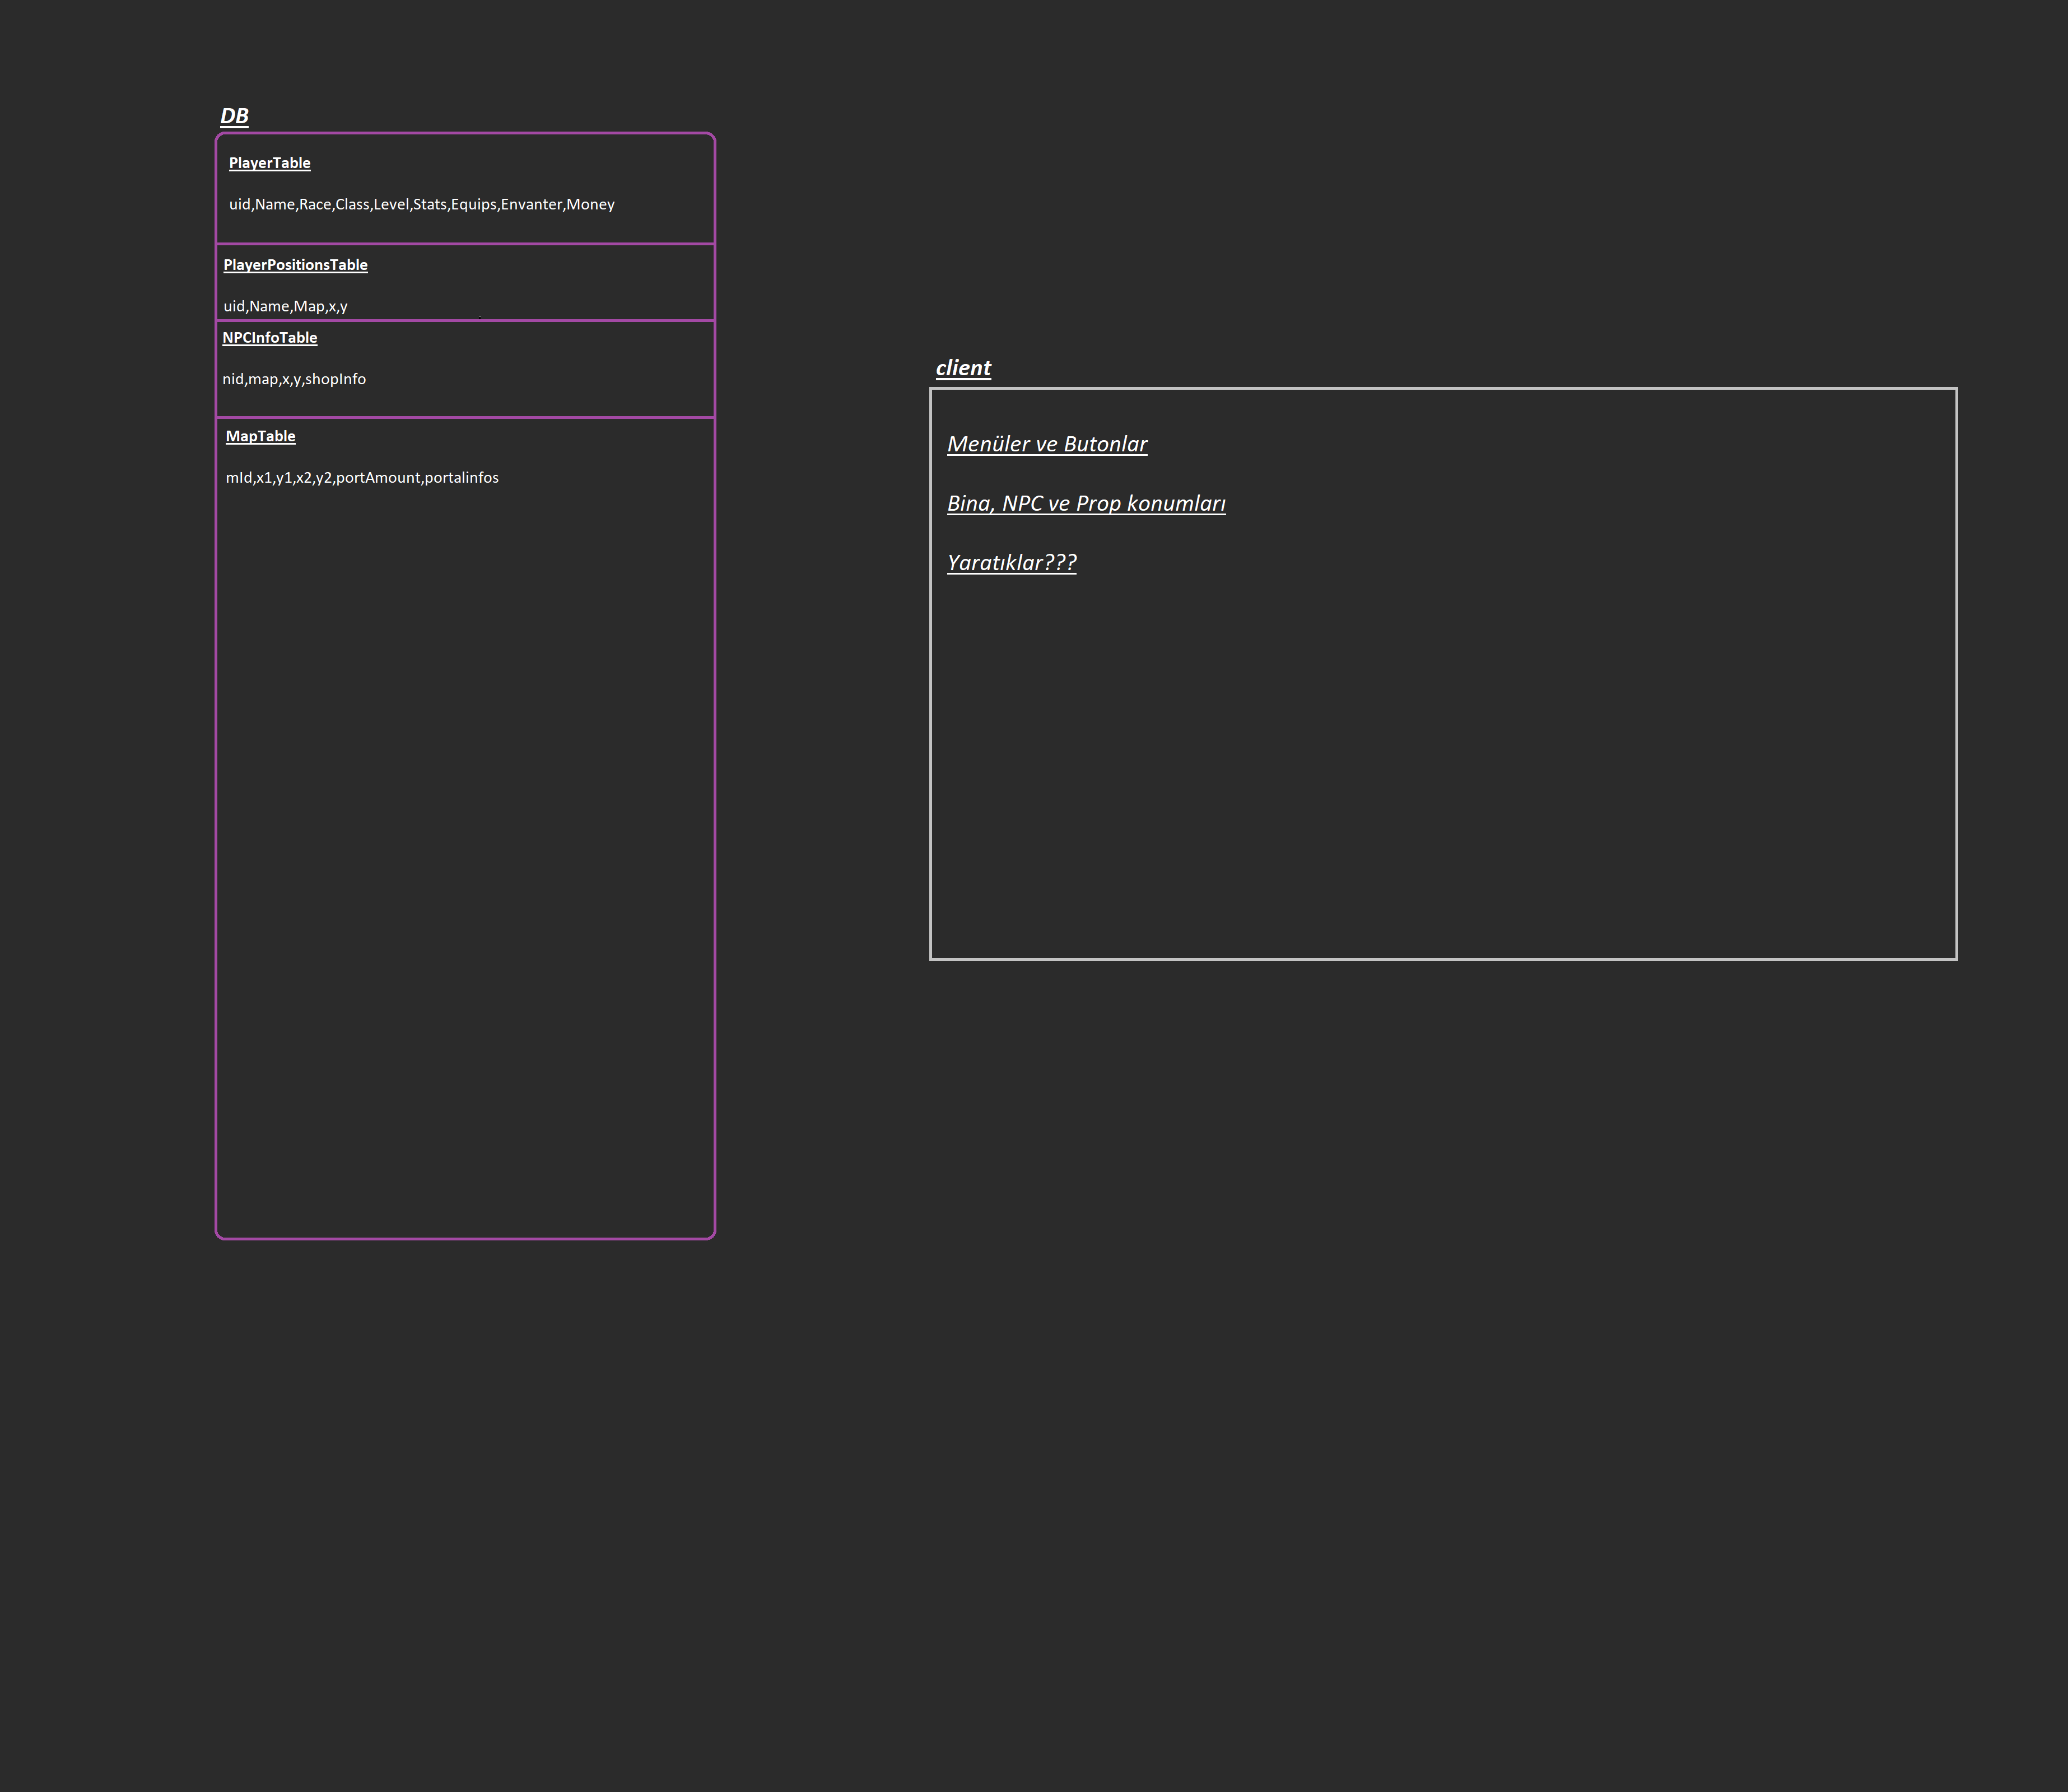 DB
PlayerTable
uid,Name,Race,Class,Level,Stats,Equips,Envanter,Money
PlayerPositionsTable
uid,Name,Map,x,y
NPCInfoTable
nid,map,x,y,shopInfo
MapTable
mId,x1,y1,x2,y2,portAmount,portalinfos
client
Menüler ve Butonlar
Bina, NPC ve Prop konumları
Yaratıklar???